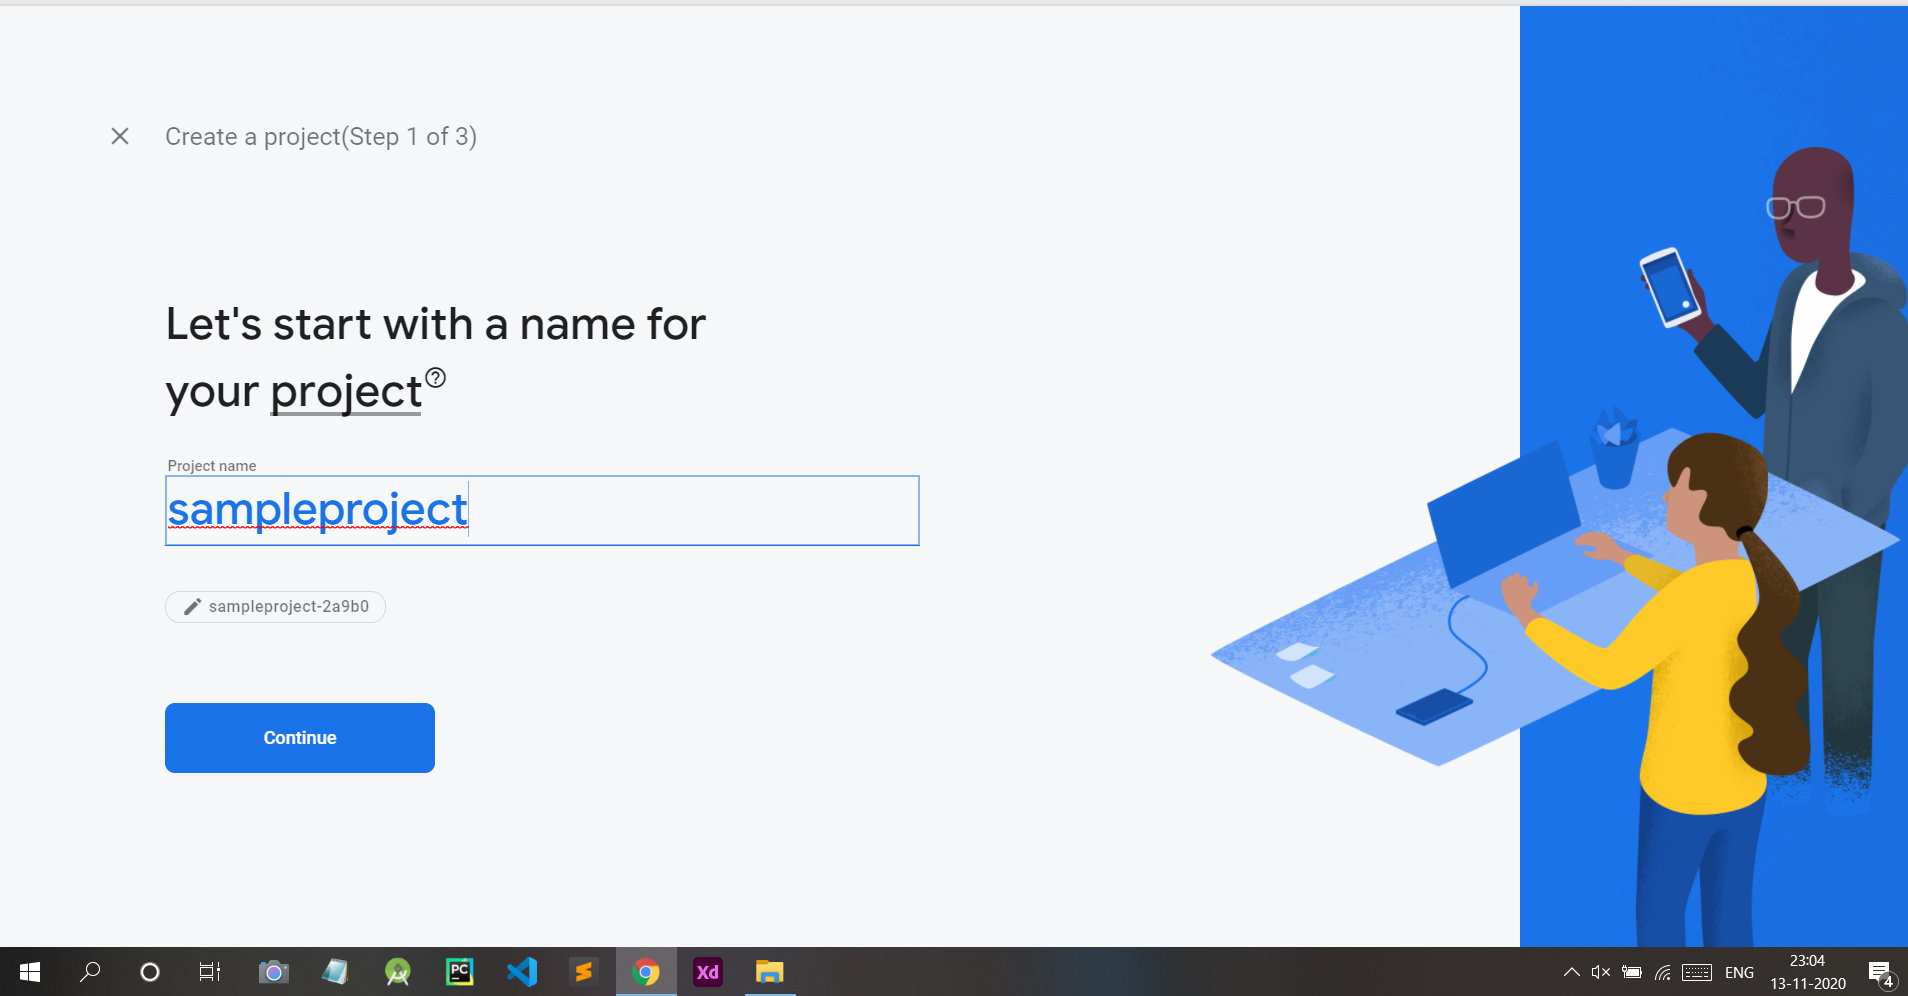 Create a project(Step 1 of 3)
Let's start with a name for
your project
Project name
sampleproject
sampleproject-2a9b0
Continue
PC
Xd
ENG
23:04
13-11-2020
4